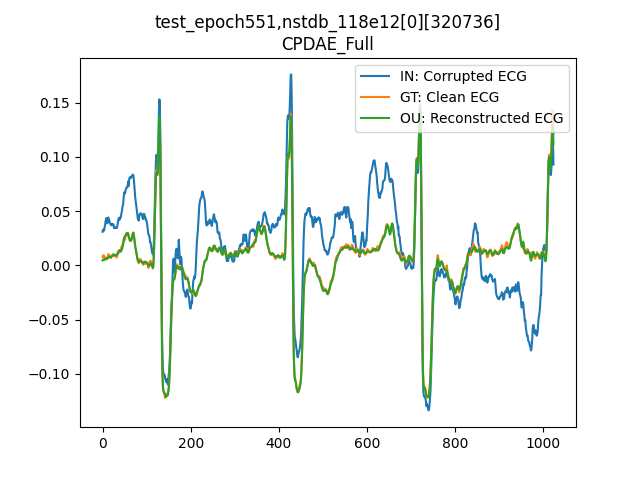 test_epoch551,nstdb_118e12[0][320736]
CPDAE_Full
IN: Corrupted ECG
GT: Clean ECG
OU: Reconstructed ECG
0.15
0.10
0.05
0.00
−0.05
−0.10
0 200 400 600 800 1000